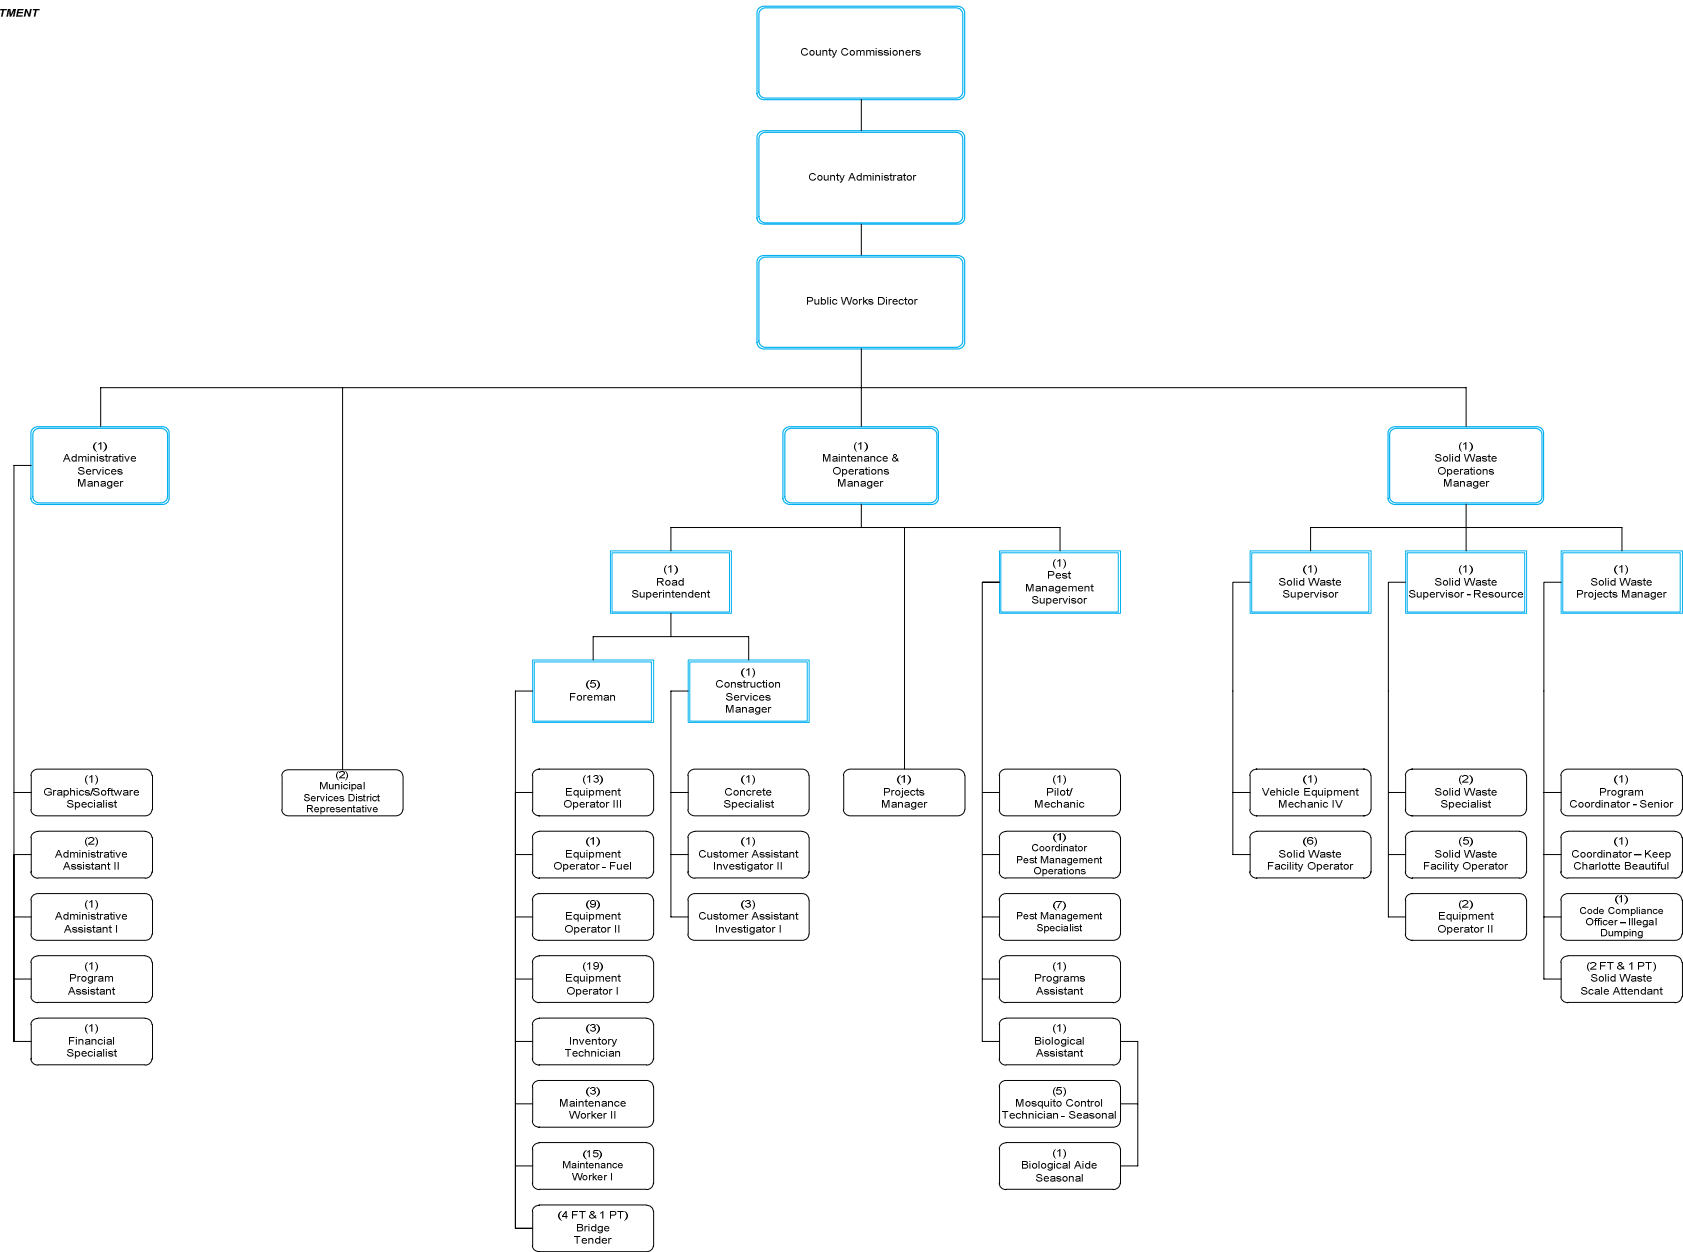 TMENT
County Commissioners
County Administrator
Public Works Director
(1)
Administrative
Services
Manager
(1)
Maintenance &
Operations
Manager
(1)
Solid Waste
Operations
Manager
(1)
Road
Superintendent
(1)
Pest
Management
Supervisor
(1)
Solid Waste
Supervisor
(1)
Solid Waste
Supervisor - Resource
(1)
Solid Waste
Projects Manager
(5)
Foreman
(1)
Construction
Services
Manager
(1)
Graphics/Software
Specialist
(2)
Municipal
Services District
Representative
(13)
Equipment
Operator III
(1)
Concrete
Specialist
(1)
Projects
Manager
(1)
Pilot/
Mechanic
(1)
Vehicle Equipment
Mechanic IV
(2)
Solid Waste
Specialist
(1)
Program
Coordinator - Senior
(2)
Administrative
Assistant II
(1)
Equipment
Operator - Fuel
(1)
Customer Assistant
Investigator II
(1)
Coordinator
Pest Management
Operations
(6)
Solid Waste
Facility Operator
(5)
Solid Waste
Facility Operator
(1)
Coordinator – Keep
Charlotte Beautiful
(1)
Administrative
Assistant I
(9)
Equipment
Operator II
(3)
Customer Assistant
Investigator I
(7)
Pest Management
Specialist
(2)
Equipment
Operator II
(1)
Code Compliance
Officer – Illegal
Dumping
(1)
Program
Assistant
(19)
Equipment
Operator I
(1)
Programs
Assistant
(2 FT & 1 PT)
Solid Waste
Scale Attendant
(1)
Financial
Specialist
(3)
Inventory
Technician
(1)
Biological
Assistant
(3)
Maintenance
Worker II
(5)
Mosquito Control
Technician - Seasonal
(15)
Maintenance
Worker I
(1)
Biological Aide
Seasonal
(4 FT & 1 PT)
Bridge
Tender